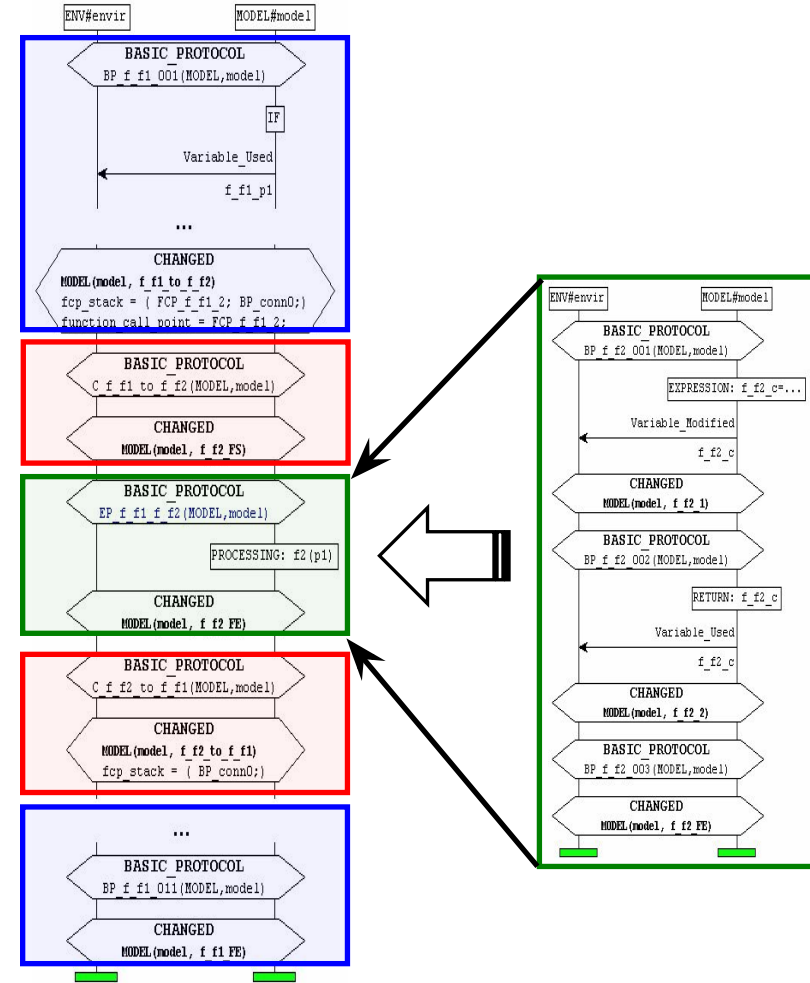 ENV#envir
MODEL#model
BASIC_PROTOCOL
BP_f_f1_001(MODEL,model)
IF
Variable_Used
f_f1_p1
...
CHANGED
MODEL(model, f_f1_to_f_f2)
fcp_stack = ( FCP_f_f1_2; BP_conn0;)
function_call_point = FCP_f_f1_2;
BASIC_PROTOCOL
C_f_f1_to_f_f2(MODEL,model)
CHANGED
MODEL(model, f_f2_FS)
BASIC_PROTOCOL
EP_f_f1_f_f2(MODEL,model)
PROCESSING: f2(p1)
CHANGED
MODEL(model, f_f2_FE)
BASIC_PROTOCOL
C_f_f2_to_f_f1(MODEL,model)
CHANGED
MODEL(model, f_f2_to_f_f1)
fcp_stack = ( BP_conn0;)
...
BASIC_PROTOCOL
BP_f_f1_011(MODEL,model)
CHANGED
MODEL(model, f_f1_FE)
ENV#envir
MODEL#model
BASIC_PROTOCOL
BP_f_f2_001(MODEL,model)
EXPRESSION: f_f2_c=...
Variable_Modified
f_f2_c
CHANGED
MODEL(model, f_f2_1)
BASIC_PROTOCOL
BP_f_f2_002(MODEL,model)
RETURN: f_f2_c
Variable_Used
f_f2_c
CHANGED
MODEL(model, f_f2_2)
BASIC_PROTOCOL
BP_f_f2_003(MODEL,model)
CHANGED
MODEL(model, f_f2_FE)